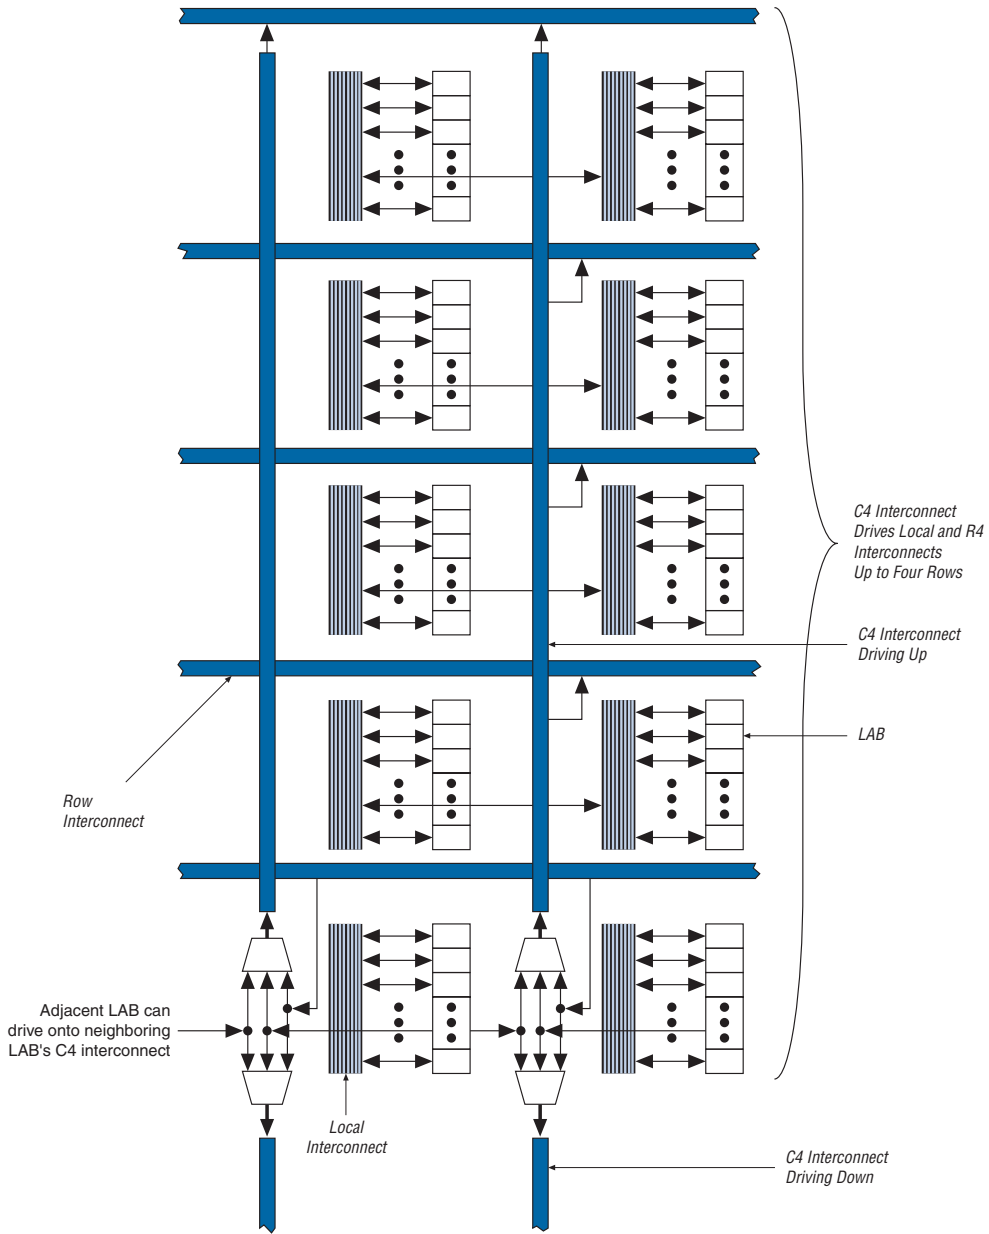 C4 Interconnect
Drives Local and R4
Interconnects
Up to Four Rows
C4 Interconnect
Driving Up
LAB
Row
Interconnect
Adjacent LAB can
drive onto neighboring
LAB's C4 interconnect
Local
Interconnect
C4 Interconnect
Driving Down